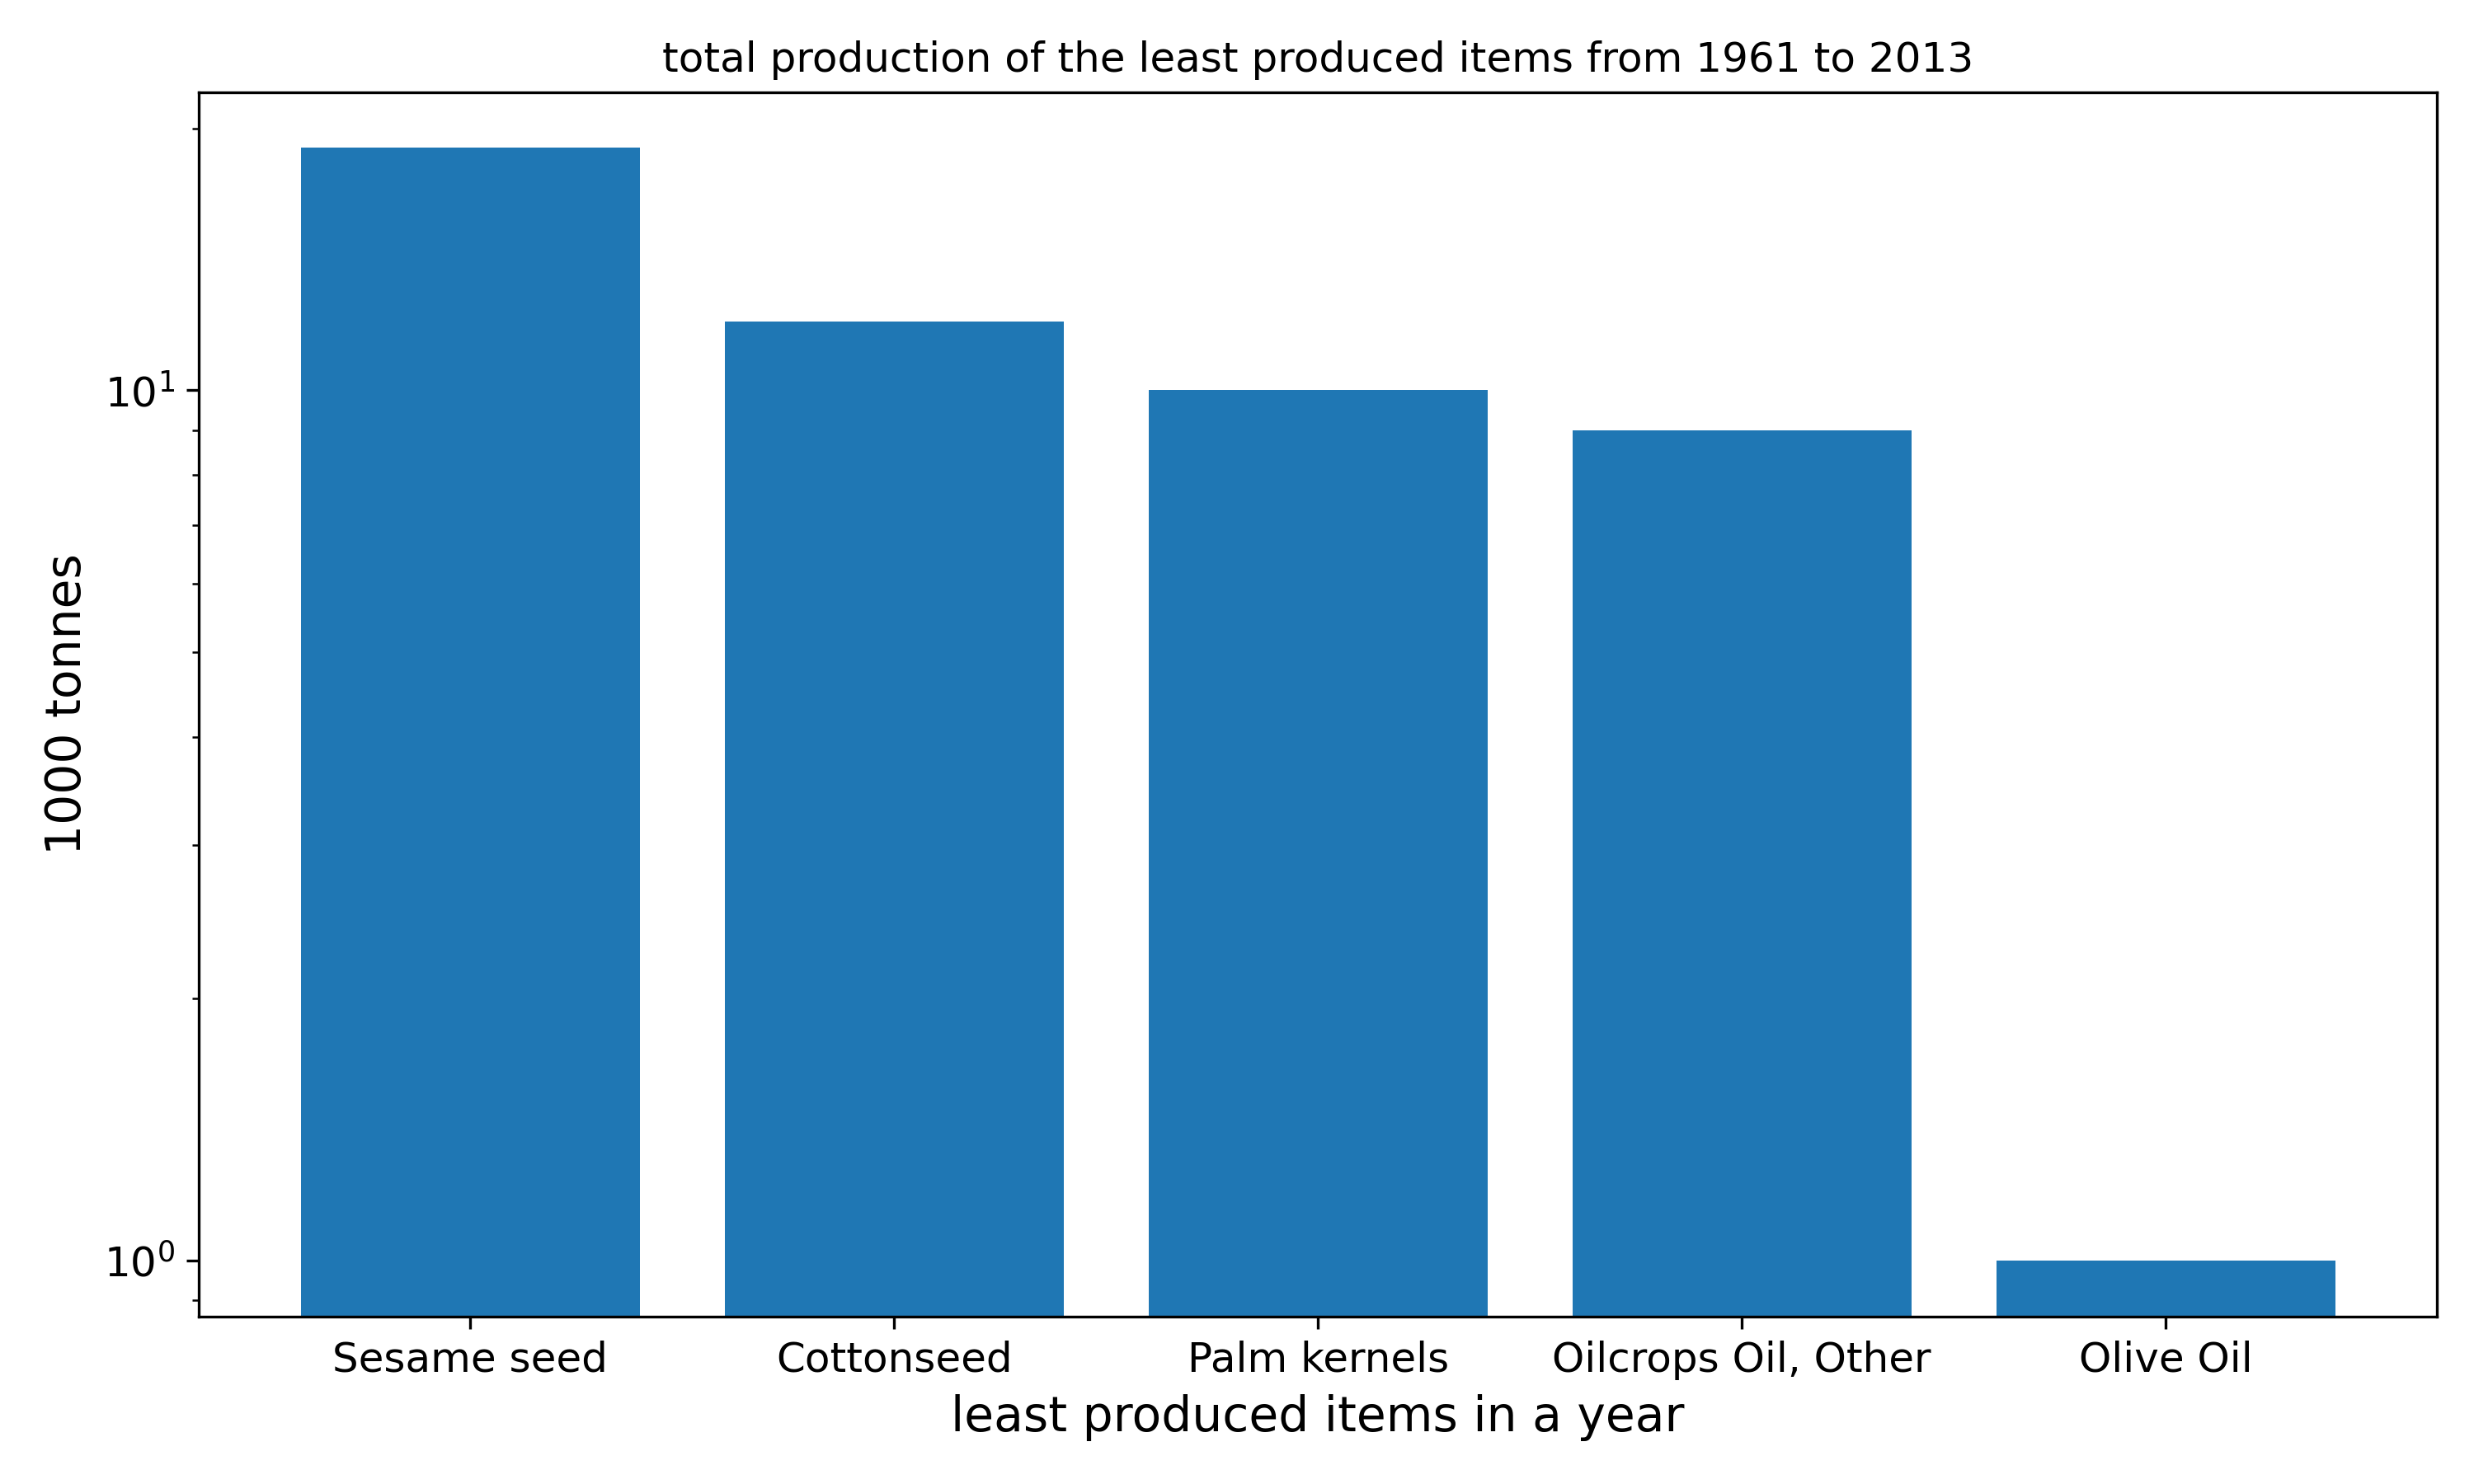 total production of the least produced items from 1961 to 2013
1000 tonnes
10¹
10⁰
Sesame seed
Cottonseed
Palm kernels
Oilcrops Oil, Other
Olive Oil
least produced items in a year